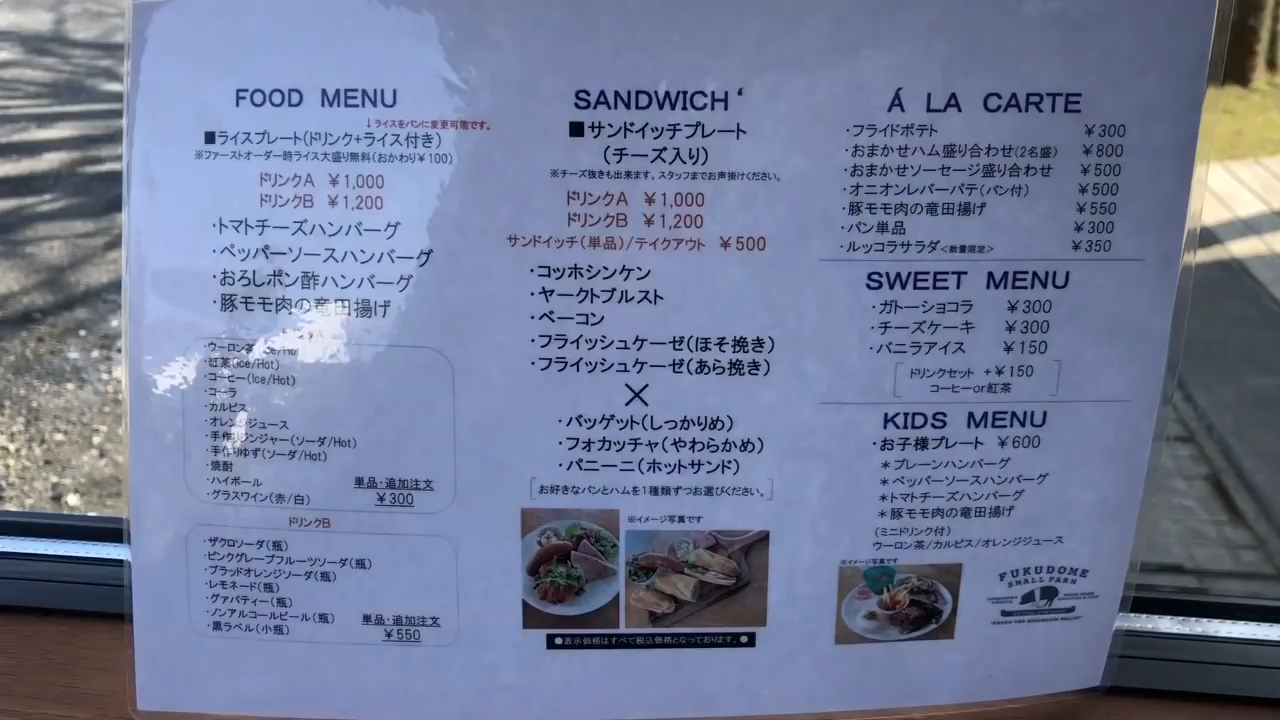 FOOD MENU
↓ライスをパンに変更可能です。
■ライスプレート(ドリンク+ライス付き)
※ファーストオーダー時ライス大盛り無料(おかわり¥100)
ドリンクA ¥1,000
ドリンクB ¥1,200
・トマトチーズハンバーグ
・ペッパーソースハンバーグ
・おろしポン酢ハンバーグ
・豚モモ肉の竜田揚げ
・ウーロン茶(Ice/Hot)
・紅茶(Ice/Hot)
・コーヒー(Ice/Hot)
・コーラ
・カルピス
・オレンジジュース
・手作りジンジャー(ソーダ/Hot)
・手作りゆず(ソーダ/Hot)
・焼酎
・ハイボール
・グラスワイン(赤/白)
単品・追加注文
¥300
ドリンクB
・ザクロソーダ(瓶)
・ピンクグレープフルーツソーダ(瓶)
・ブラッドオレンジソーダ(瓶)
・レモネード(瓶)
・グァバティー(瓶)
・ノンアルコールビール(瓶)
・黒ラベル(小瓶)
単品・追加注文
¥550
SANDWICH‘
■サンドイッチプレート
(チーズ入り)
※チーズ抜きも出来ます。スタッフまでお声掛けください。
ドリンクA ¥1,000
ドリンクB ¥1,200
サンドイッチ(単品)/テイクアウト ¥500
・コッホシンケン
・ヤークトブルスト
・ベーコン
・フライッシュケーゼ(ほそ挽き)
・フライッシュケーゼ(あら挽き)
×
・バッゲット(しっかりめ)
・フォカッチャ(やわらかめ)
・パニーニ(ホットサンド)
[お好きなパンとハムを1種類ずつお選びください。]
※イメージ写真です
●表示価格はすべて税込価格となっております。●
Á LA CARTE
・フライドポテト ¥300
・おまかせハム盛り合わせ(2名盛) ¥800
・おまかせソーセージ盛り合わせ ¥500
・オニオンレバーパテ(パン付) ¥500
・豚モモ肉の竜田揚げ ¥550
・パン単品 ¥300
・ルッコラサラダ<数量限定> ¥350
SWEET MENU
・ガトーショコラ ¥300
・チーズケーキ ¥300
・バニラアイス ¥150
[ドリンクセット +¥150
コーヒーor紅茶]
KIDS MENU
・お子様プレート ¥600
＊プレーンハンバーグ
＊ペッパーソースハンバーグ
＊トマトチーズハンバーグ
＊豚モモ肉の竜田揚げ
(ミニドリンク付)
ウーロン茶/カルピス/オレンジジュース
※イメージ写真です
FUKUDOME
SMALL FARM